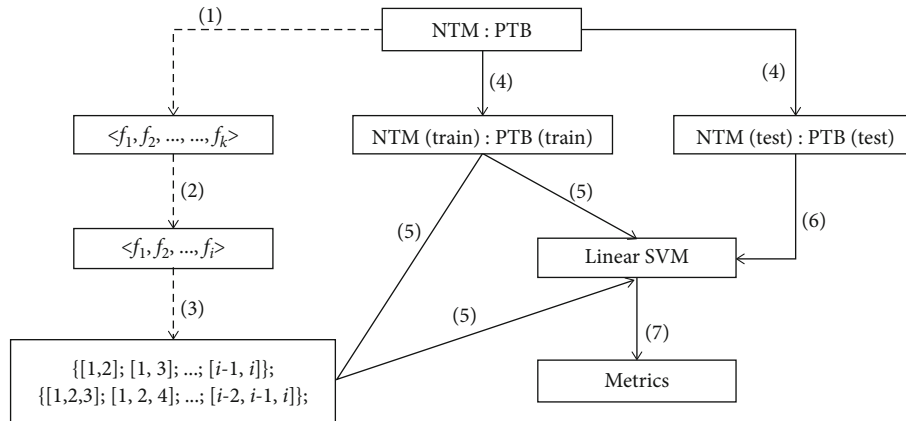 (1)
NTM : PTB
(4)
(4)
<f1, f2, ..., ..., fk>
NTM (train) : PTB (train)
NTM (test) : PTB (test)
(2)
(5)
(5)
(6)
<f1, f2, ..., fi>
Linear SVM
(3)
(5)
(7)
{[1,2]; [1, 3]; ...; [i-1, i]};
{[1,2,3]; [1, 2, 4]; ...; [i-2, i-1, i]};
Metrics